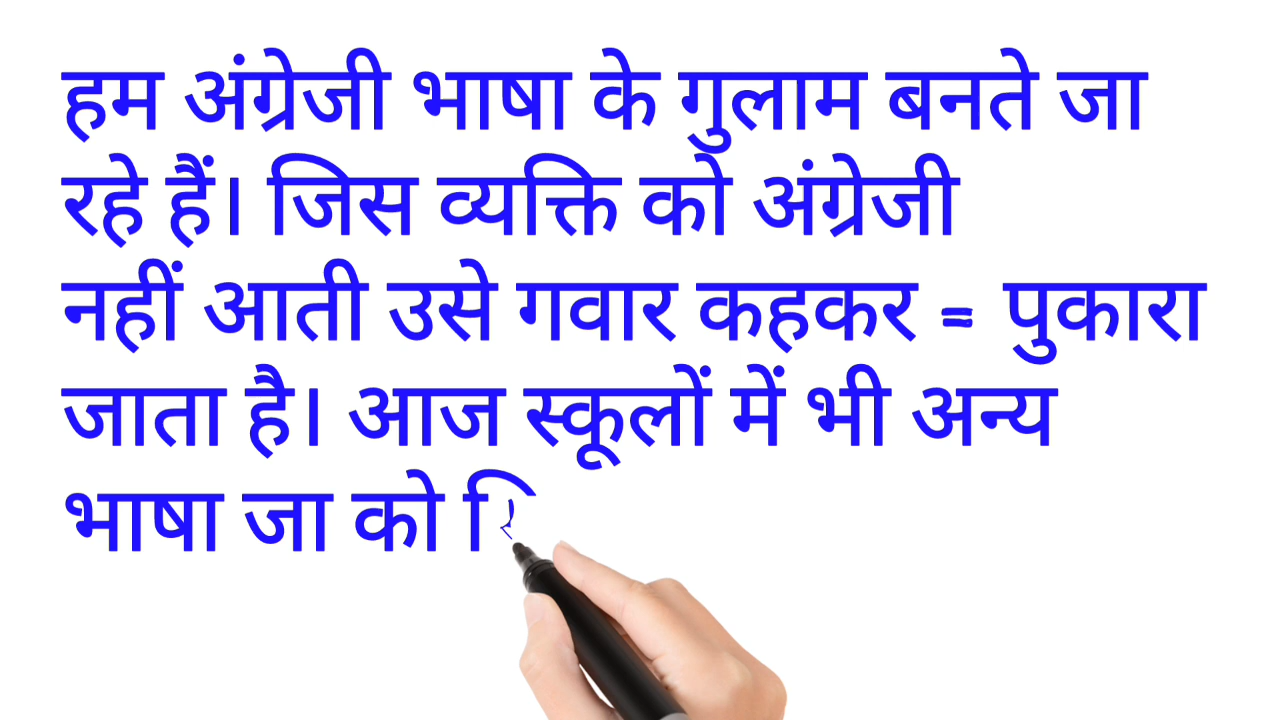 हम अंग्रेजी भाषा के गुलाम बनते जा
रहे हैं। जिस व्यक्ति को अंग्रेजी
नहीं आती उसे गवार कहकर = पुकारा
जाता है। आज स्कूलों में भी अन्य
भाषा जा को